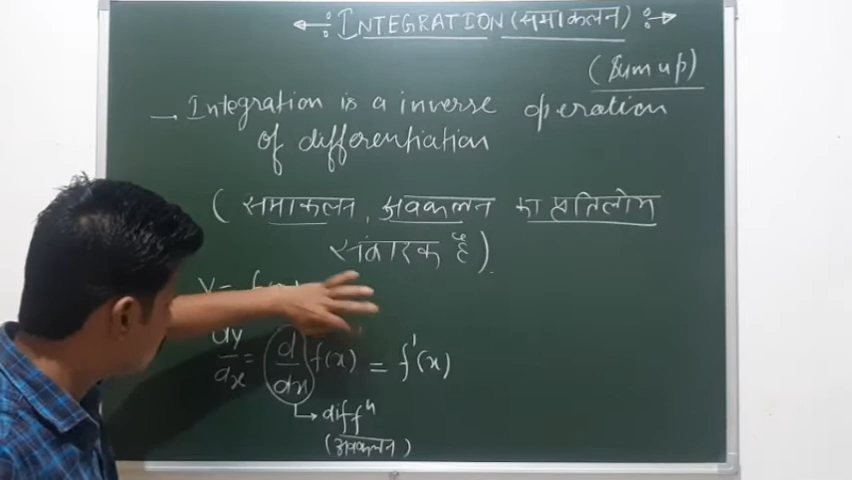 INTEGRATION (समाकलन)
(Sum up)
Integration is a inverse operation
of differentiation
( समाकलन, अवकलन का प्रतिलोम
संकारक है).
y =
dy/dx = d/dx f(x) = f'(x)
diffⁿ
(अवकलन)